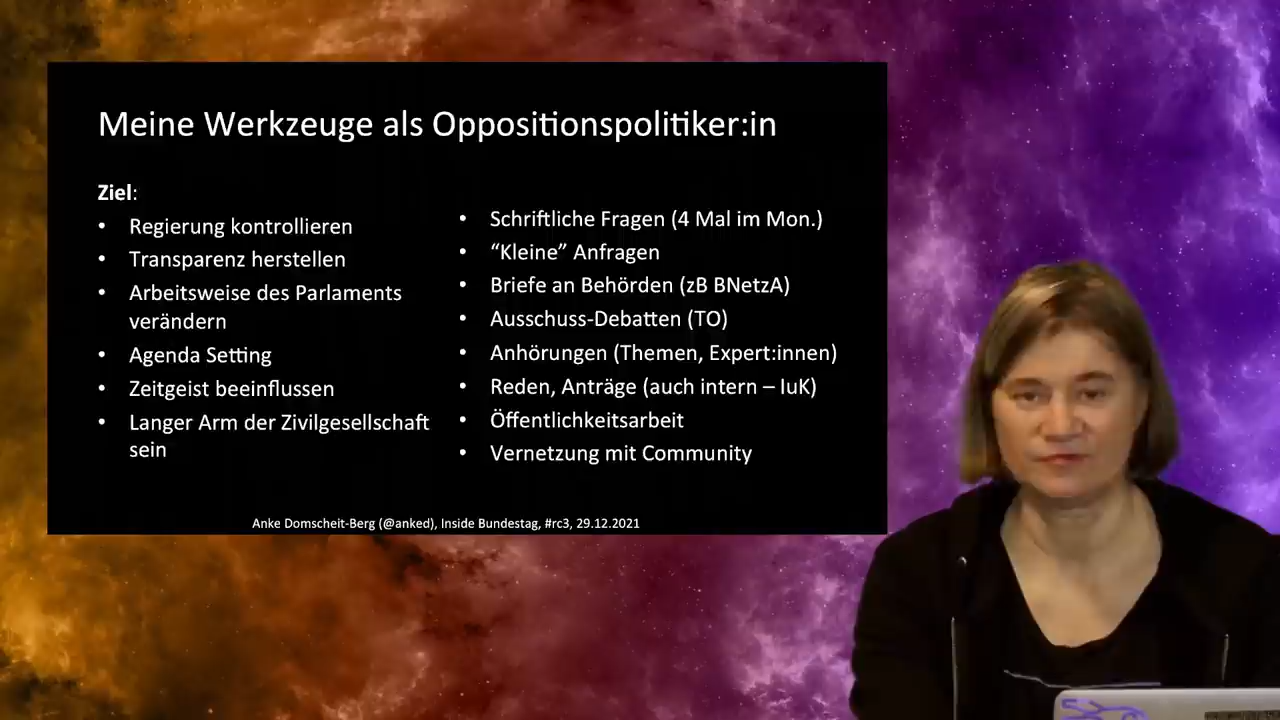 Meine Werkzeuge als Oppositionspolitiker:in
Ziel:
• Regierung kontrollieren
• Transparenz herstellen
• Arbeitsweise des Parlaments
verändern
• Agenda Setting
• Zeitgeist beeinflussen
• Langer Arm der Zivilgesellschaft
sein
• Schriftliche Fragen (4 Mal im Mon.)
• “Kleine” Anfragen
• Briefe an Behörden (zB BNetzA)
• Ausschuss-Debatten (TO)
• Anhörungen (Themen, Expert:innen)
• Reden, Anträge (auch intern – IuK)
• Öffentlichkeitsarbeit
• Vernetzung mit Community
Anke Domscheit-Berg (@anked), Inside Bundestag, #rc3, 29.12.2021